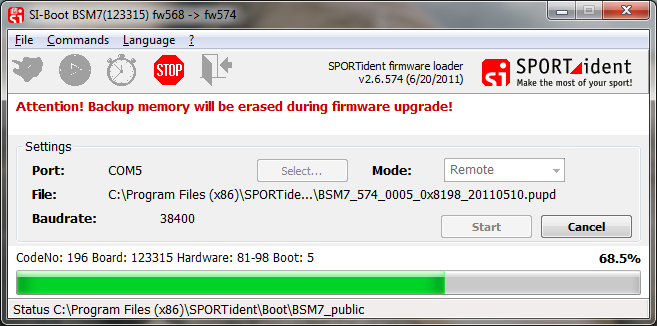 SI-Boot BSM7(123315) fw568 -> fw574
File Commands Language ?
STOP
SPORTident firmware loader
v2.6.574 (6/20/2011)
si SPORTident
Make the most of your sport!
Attention! Backup memory will be erased during firmware upgrade!
Settings
Port: COM5 Select... Mode: Remote
File: C:\Program Files (x86)\SPORTide...\BSM7_574_0005_0x8198_20110510.pupd
Baudrate: 38400
Start Cancel
CodeNo: 196 Board: 123315 Hardware: 81-98 Boot: 5 68.5%
Status C:\Program Files (x86)\SPORTident\Boot\BSM7_public